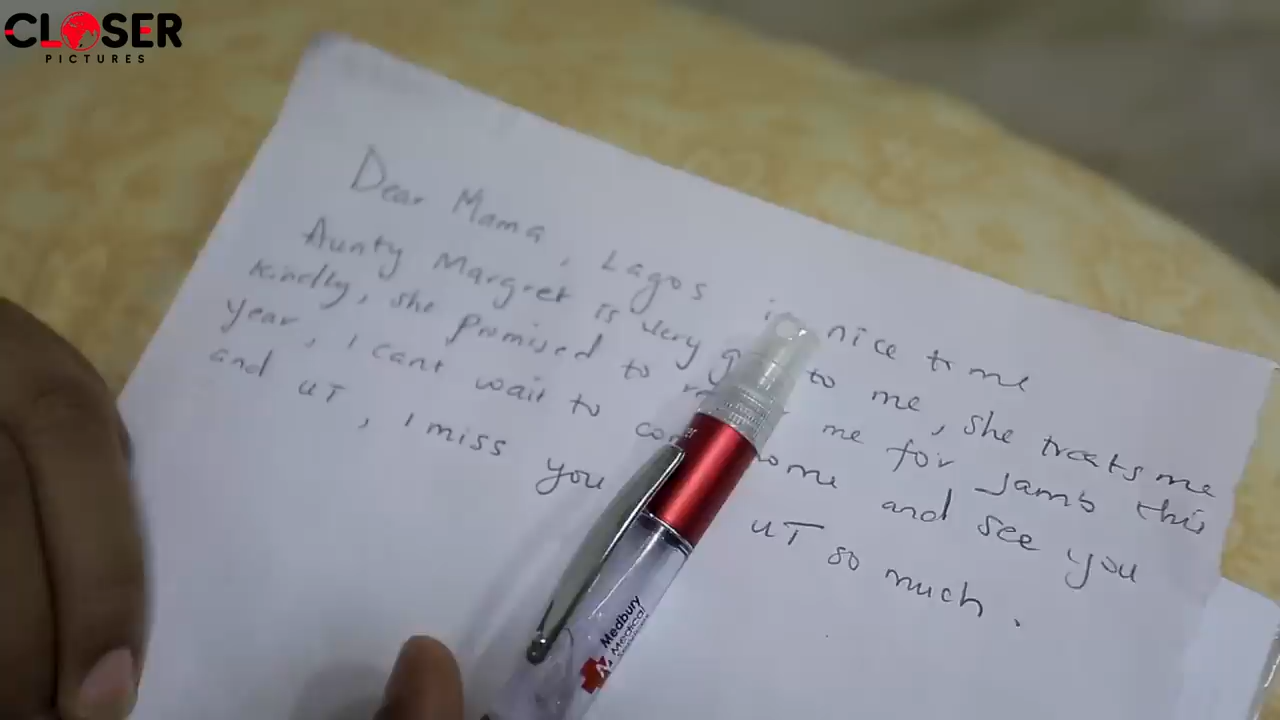 CLOSER
PICTURES
Dear Mama, Lagos is nice to me
Aunty Margret is very to me, she treats me
kindly, she promised to me for Jamb this
year, I cant wait to home and see you
and UT, I miss you UT so much.
Medbury
Medical